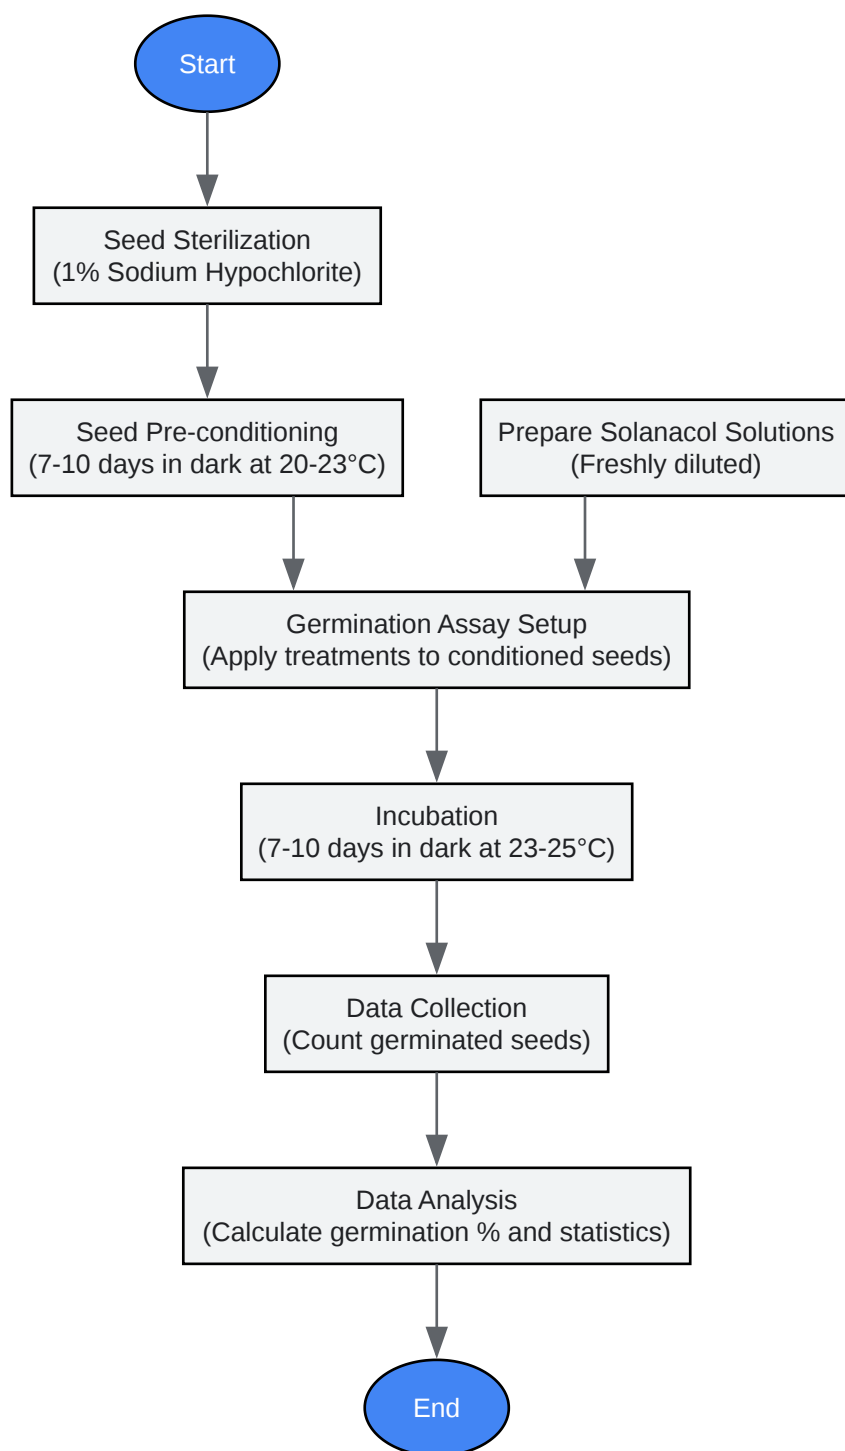 Start
Seed Sterilization
(1% Sodium Hypochlorite)
Seed Pre-conditioning
(7-10 days in dark at 20-23°C)
Prepare Solanacol Solutions
(Freshly diluted)
Germination Assay Setup
(Apply treatments to conditioned seeds)
Incubation
(7-10 days in dark at 23-25°C)
Data Collection
(Count germinated seeds)
Data Analysis
(Calculate germination % and statistics)
End